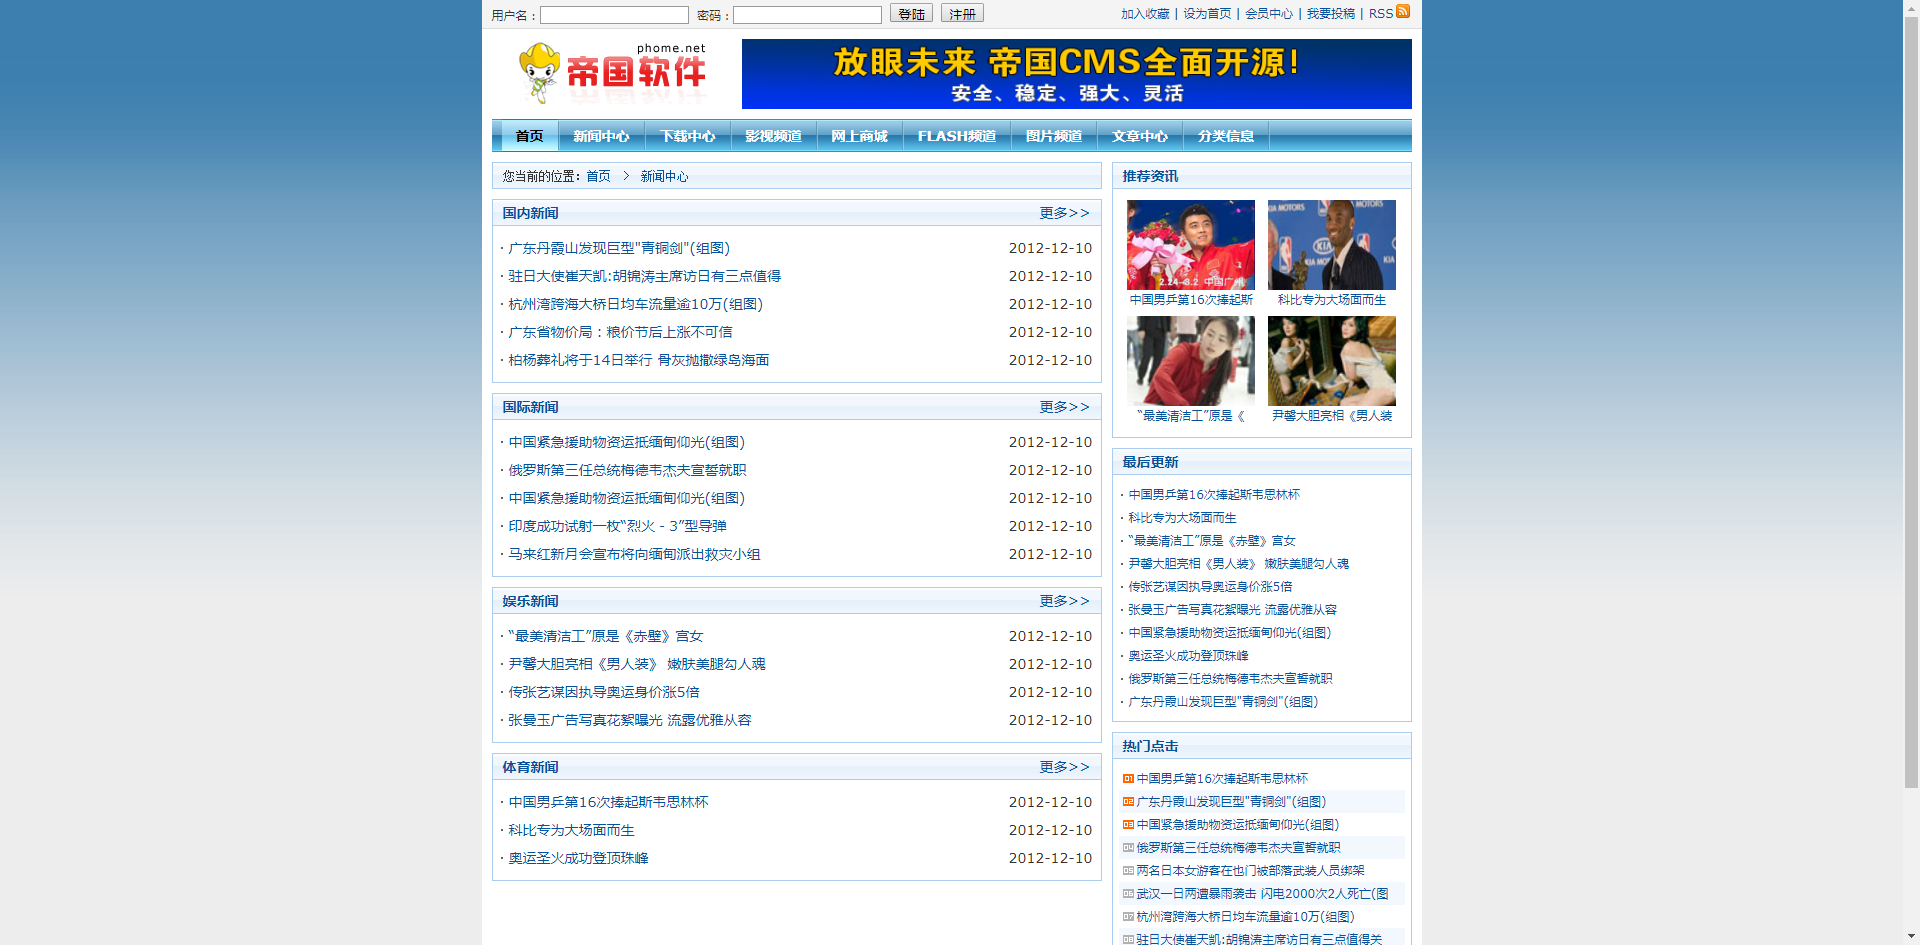 用户名： 密码： 登陆 注册 加入收藏 | 设为首页 | 会员中心 | 我要投稿 | RSS
phome.net
帝国软件
放眼未来 帝国CMS全面开源!
安全、稳定、强大、灵活
首页 新闻中心 下载中心 影视频道 网上商城 FLASH频道 图片频道 文章中心 分类信息
您当前的位置：首页 > 新闻中心
国内新闻 更多>>
· 广东丹霞山发现巨型"青铜剑"(组图) 2012-12-10
· 驻日大使崔天凯:胡锦涛主席访日有三点值得 2012-12-10
· 杭州湾跨海大桥日均车流量逾10万(组图) 2012-12-10
· 广东省物价局：粮价节后上涨不可信 2012-12-10
· 柏杨葬礼将于14日举行 骨灰抛撒绿岛海面 2012-12-10
国际新闻 更多>>
· 中国紧急援助物资运抵缅甸仰光(组图) 2012-12-10
· 俄罗斯第三任总统梅德韦杰夫宣誓就职 2012-12-10
· 中国紧急援助物资运抵缅甸仰光(组图) 2012-12-10
· 印度成功试射一枚“烈火－3”型导弹 2012-12-10
· 马来红新月会宣布将向缅甸派出救灾小组 2012-12-10
娱乐新闻 更多>>
· “最美清洁工”原是《赤壁》宫女 2012-12-10
· 尹馨大胆亮相《男人装》 嫩肤美腿勾人魂 2012-12-10
· 传张艺谋因执导奥运身价涨5倍 2012-12-10
· 张曼玉广告写真花絮曝光 流露优雅从容 2012-12-10
体育新闻 更多>>
· 中国男乒第16次捧起斯韦思林杯 2012-12-10
· 科比专为大场面而生 2012-12-10
· 奥运圣火成功登顶珠峰 2012-12-10
推荐资讯
KIA MOTORS
2.24-3.2 中国广州
中国男乒第16次捧起斯 科比专为大场面而生
“最美清洁工”原是《 尹馨大胆亮相《男人装
最后更新
· 中国男乒第16次捧起斯韦思林杯
· 科比专为大场面而生
· “最美清洁工”原是《赤壁》宫女
· 尹馨大胆亮相《男人装》 嫩肤美腿勾人魂
· 传张艺谋因执导奥运身价涨5倍
· 张曼玉广告写真花絮曝光 流露优雅从容
· 中国紧急援助物资运抵缅甸仰光(组图)
· 奥运圣火成功登顶珠峰
· 俄罗斯第三任总统梅德韦杰夫宣誓就职
· 广东丹霞山发现巨型"青铜剑"(组图)
热门点击
01 中国男乒第16次捧起斯韦思林杯
02 广东丹霞山发现巨型"青铜剑"(组图)
03 中国紧急援助物资运抵缅甸仰光(组图)
04 俄罗斯第三任总统梅德韦杰夫宣誓就职
05 两名日本女游客在也门被部落武装人员绑架
06 武汉一日两遭暴雨袭击 闪电2000次2人死亡(图
07 杭州湾跨海大桥日均车流量逾10万(组图)
08 驻日大使崔天凯:胡锦涛主席访日有三点值得关